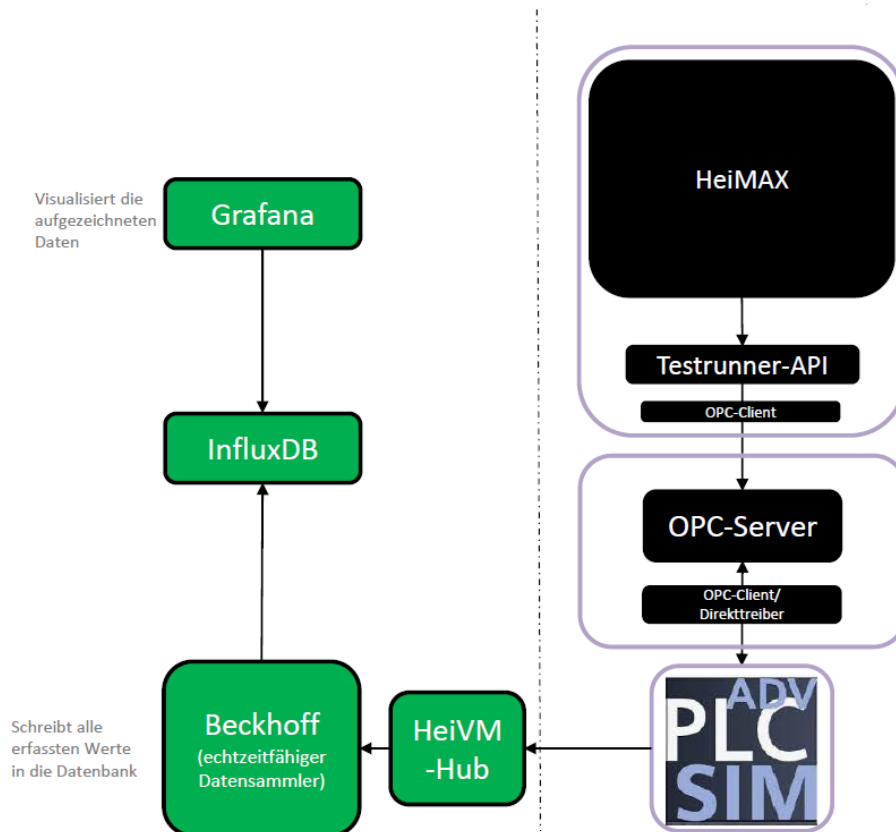 HeiMAX
Visualisiert die
aufgezeichneten
Daten
Grafana
Testrunner-API
OPC-Client
InfluxDB
OPC-Server
OPC-Client/
Direkttreiber
Schreibt alle
erfassten Werte
in die Datenbank
Beckhoff
(echtzeitfähiger
Datensammler)
HeiVM
-Hub
ADV
PLC
SIM